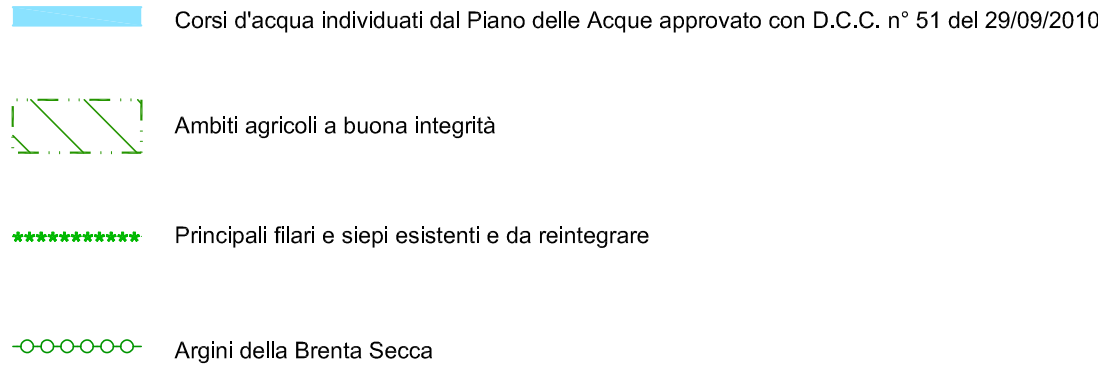 Corsi d'acqua individuati dal Piano delle Acque approvato con D.C.C. n° 51 del 29/09/2010
Ambiti agricoli a buona integrità
Principali filari e siepi esistenti e da reintegrare
Argini della Brenta Secca